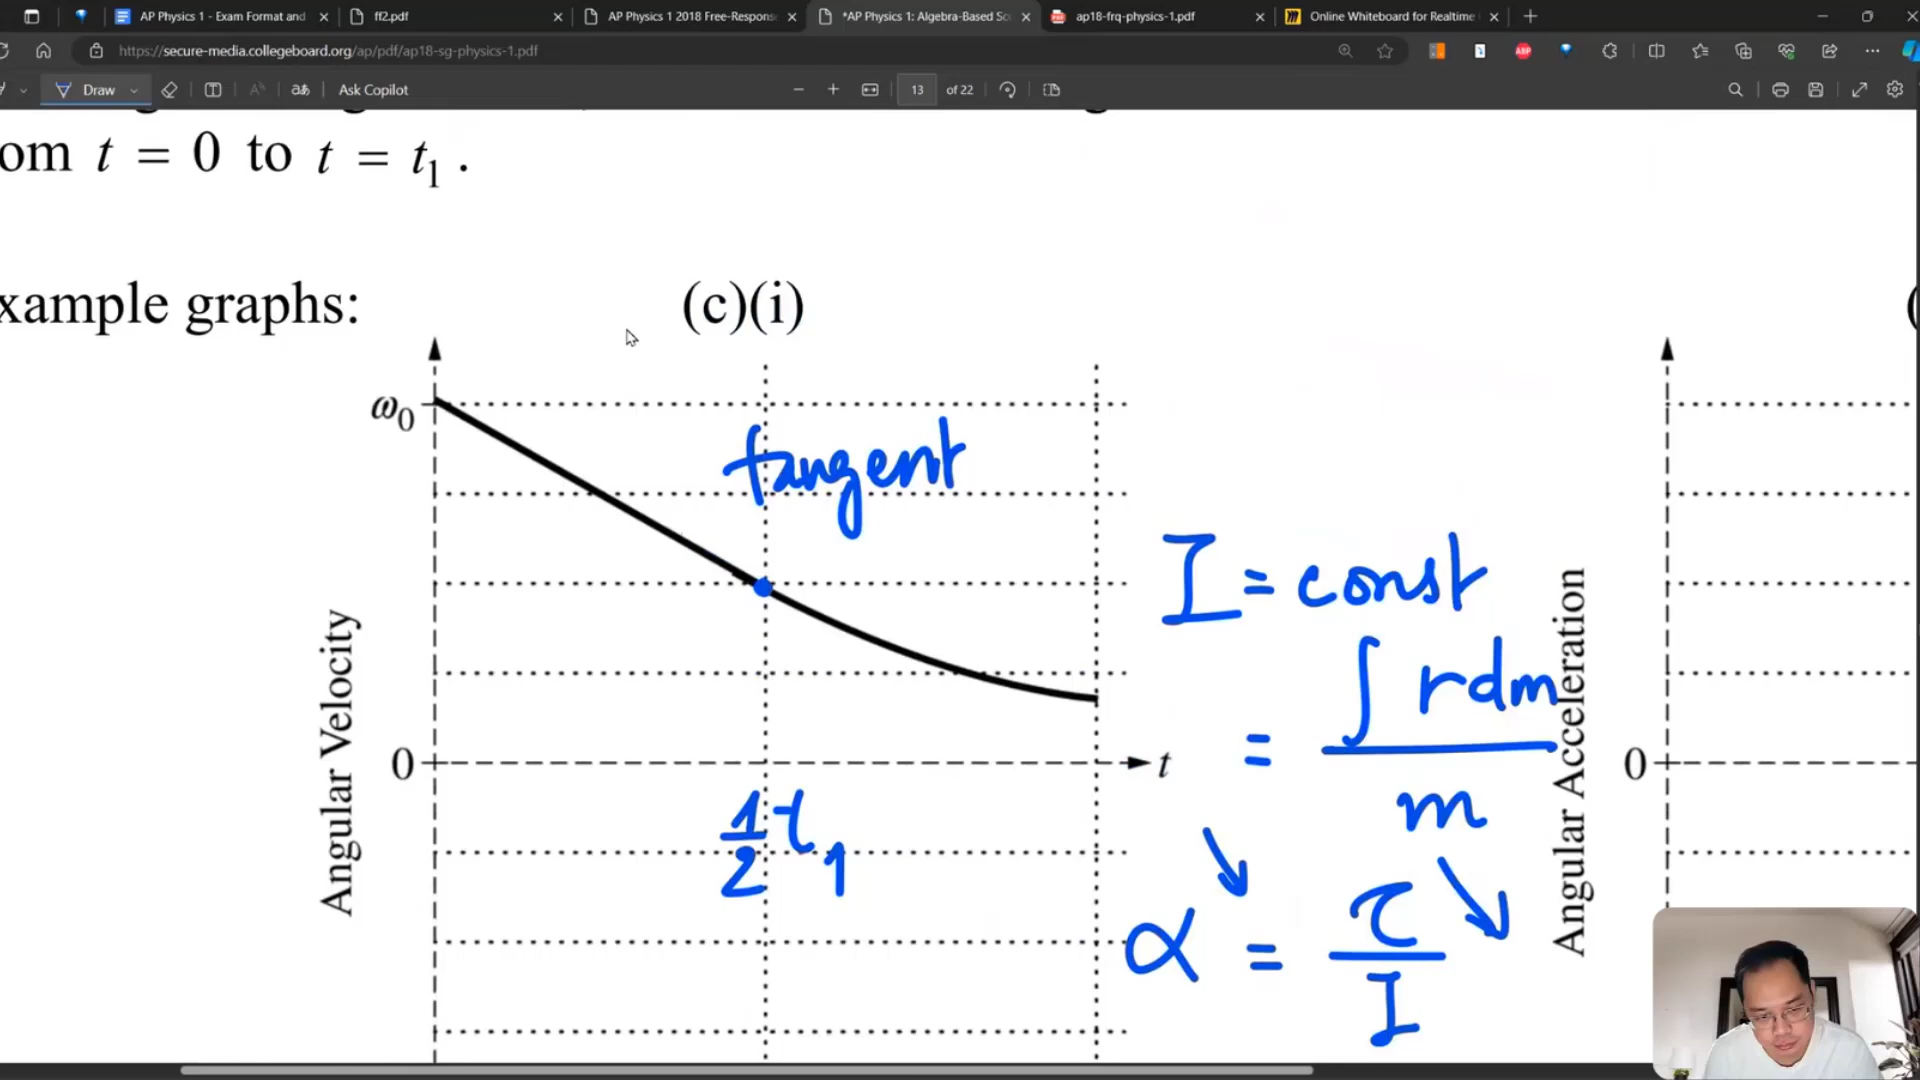 AP Physics 1 - Exam Format and
ff2.pdf
AP Physics 1 2018 Free-Respons
*AP Physics 1: Algebra-Based Sc
ap18-frq-physics-1.pdf
Online Whiteboard for Realtime
https://secure-media.collegeboard.org/ap/pdf/ap18-sg-physics-1.pdf
ABP
Draw
Ask Copilot
13 of 22
om t = 0 to t = t₁ .
xample graphs:
(c)(i)
ω₀
tangent
I = const
= ∫ r dm / m
Angular Velocity
Angular Acceleration
0
t
0
1/2 t₁
α = τ / I